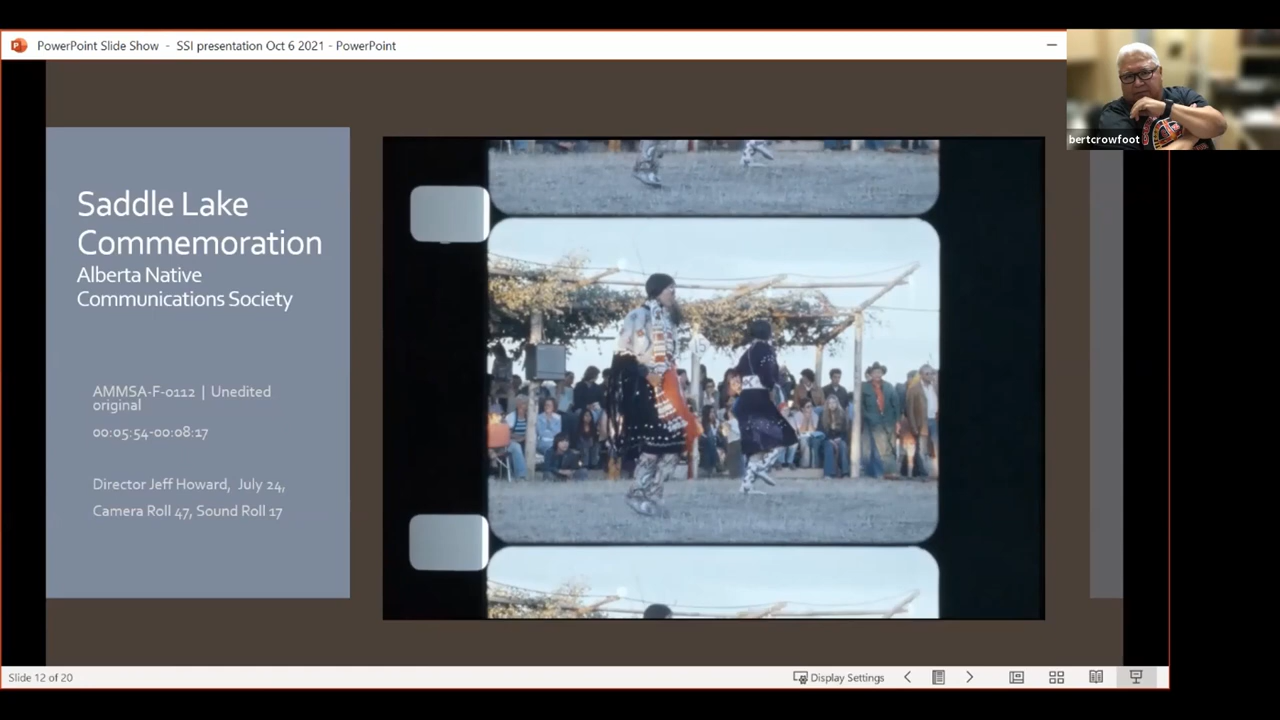 PowerPoint Slide Show - SSI presentation Oct 6 2021 - PowerPoint
bertcrowfoot
Saddle Lake
Commemoration
Alberta Native
Communications Society
AMMSA-F-0112 | Unedited
original
00:05:54-00:08:17
Director Jeff Howard, July 24,
Camera Roll 47, Sound Roll 17
Slide 12 of 20
Display Settings